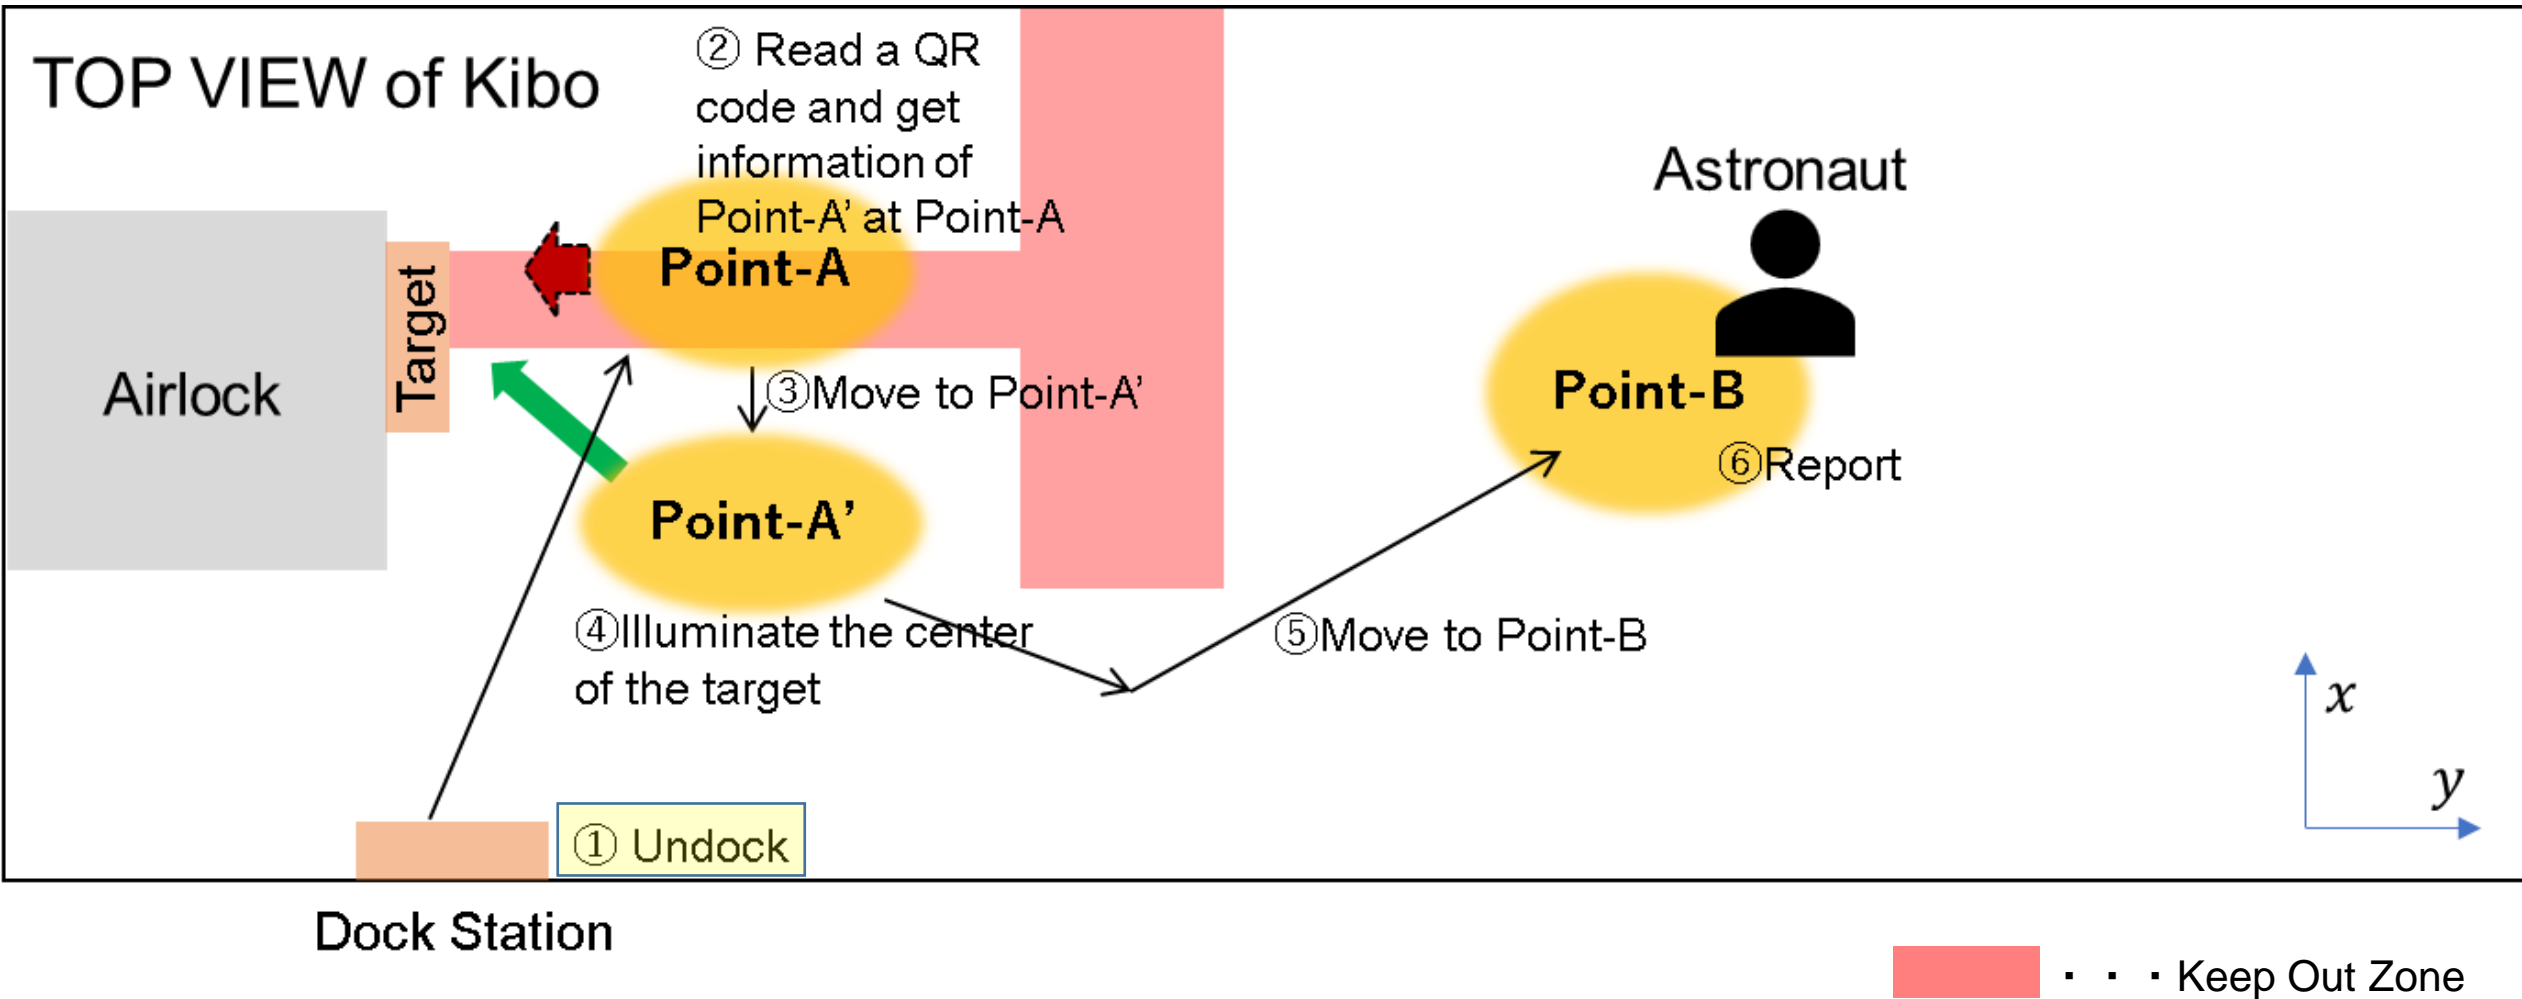 TOP VIEW of Kibo
② Read a QR
code and get
information of
Point-A’ at Point-A
Astronaut
Point-A
Target
Airlock
③Move to Point-A’
Point-B
⑥Report
Point-A’
④Illuminate the center
of the target
⑤Move to Point-B
x
y
① Undock
Dock Station
・・・Keep Out Zone